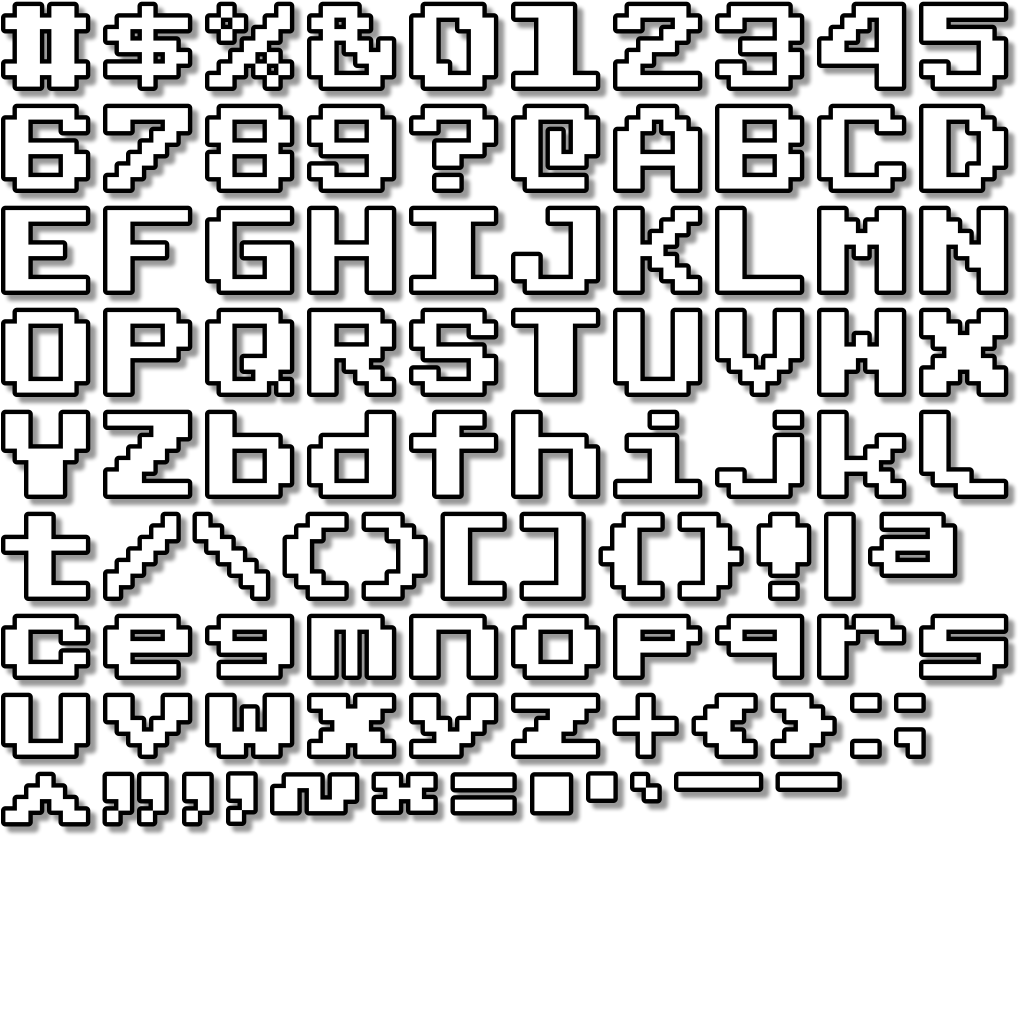 #$%&012345
6789?@ABCD
EFGHIJKLMN
OPQRSTUVWX
YZbdfhijkl
t/\()[]{}!|a
cegmnopqrs
uvwxyz+<>:;
^"',~*=